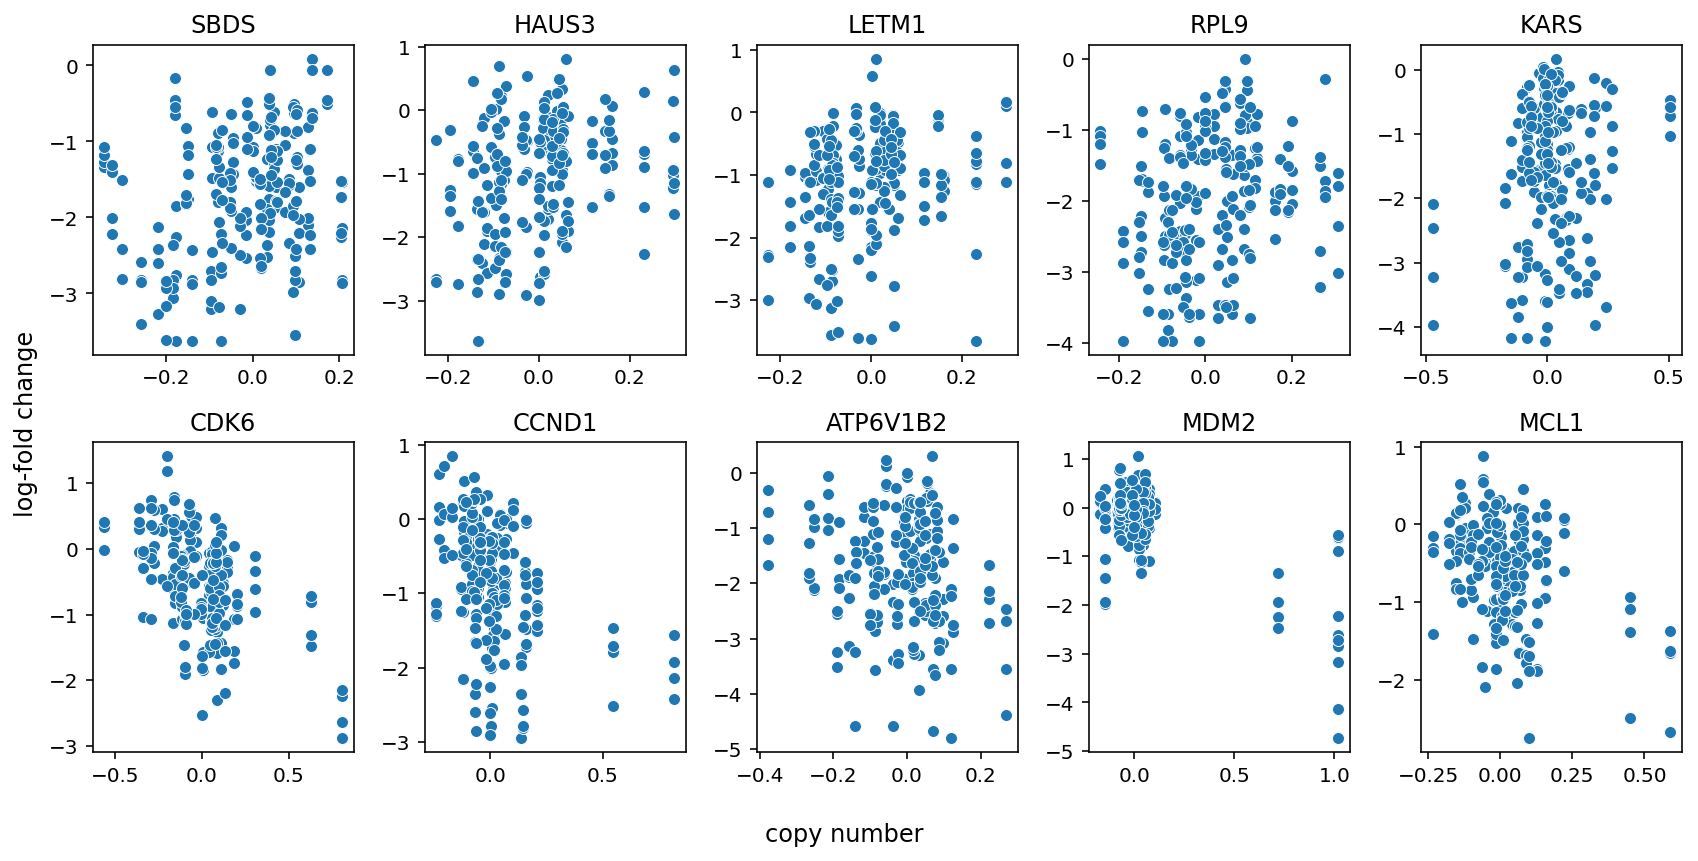 SBDS HAUS3 LETM1 RPL9 KARS
0 −1 −2 −3
−0.2 0.0 0.2
1 0 −1 −2 −3
−0.2 0.0 0.2
1 0 −1 −2 −3
−0.2 0.0 0.2
0 −1 −2 −3 −4
−0.2 0.0 0.2
0 −1 −2 −3 −4
−0.5 0.0 0.5
log-fold change
CDK6 CCND1 ATP6V1B2 MDM2 MCL1
1 0 −1 −2 −3
−0.5 0.0 0.5
1 0 −1 −2 −3
0.0 0.5
0 −1 −2 −3 −4 −5
−0.4 −0.2 0.0 0.2
1 0 −1 −2 −3 −4 −5
0.0 0.5 1.0
1 0 −1 −2
−0.25 0.00 0.25 0.50
copy number